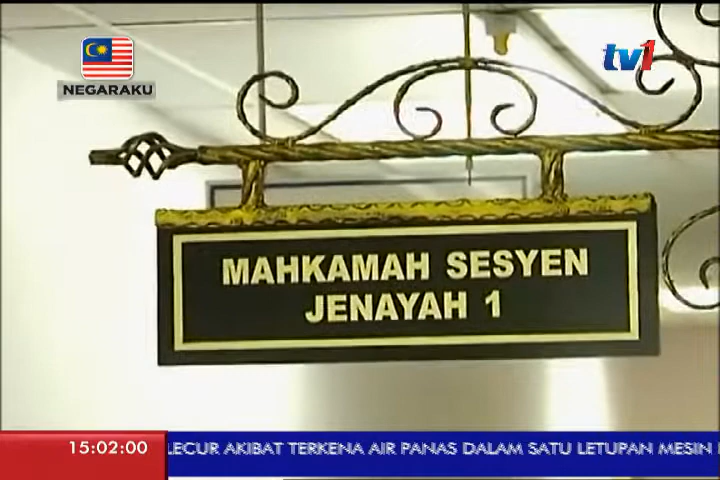 NEGARAKU
tv1
MAHKAMAH SESYEN
JENAYAH 1
15:02:00
LECUR AKIBAT TERKENA AIR PANAS DALAM SATU LETUPAN MESIN